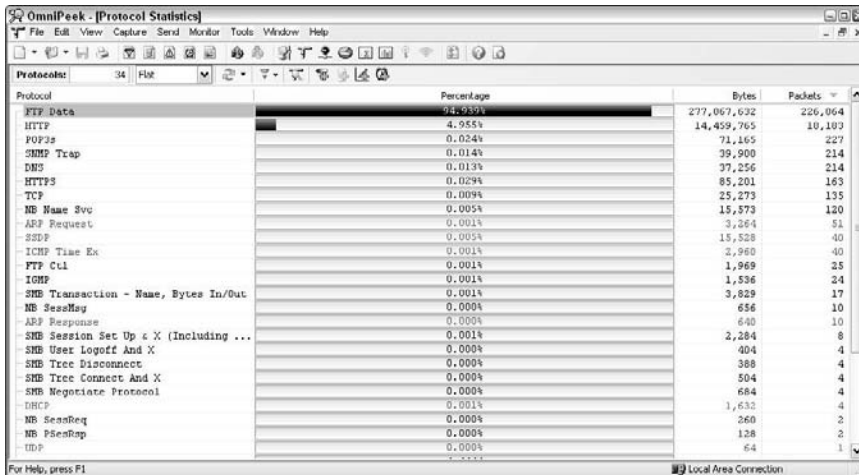 OmniPeek - [Protocol Statistics]
File Edit View Capture Send Monitor Tools Window Help
Protocols: 34 Flat
Protocol Percentage Bytes Packets
FTP Data 94.939% 277,067,632 226,064
HTTP 4.955% 14,459,765 18,183
POP3s 0.024% 71,165 227
SNMP Trap 0.014% 39,900 214
DNS 0.013% 37,256 214
HTTPS 0.029% 85,201 163
TCP 0.009% 25,273 135
NB Name Svc 0.005% 15,573 120
ARP Request 0.001% 3,264 51
SSDP 0.005% 15,528 40
ICMP Time Ex 0.001% 2,960 40
FTP Ctl 0.001% 1,969 25
IGMP 0.001% 1,536 24
SMB Transaction - Name, Bytes In/Out 0.001% 3,829 17
NB SessMsg 0.000% 656 10
ARP Response 0.000% 640 10
SMB Session Set Up & X (Including ... 0.001% 2,284 8
SMB User Logoff And X 0.000% 404 4
SMB Tree Disconnect 0.000% 388 4
SMB Tree Connect And X 0.000% 504 4
SMB Negotiate Protocol 0.000% 684 4
DHCP 0.001% 1,632 4
NB SessReq 0.000% 260 2
NB PSesRsp 0.000% 128 2
UDP 0.000% 64 1
For Help, press F1 Local Area Connection